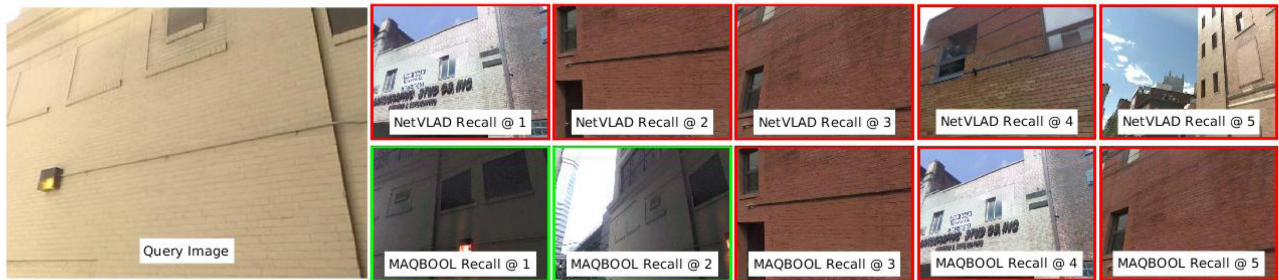 NetVLAD Recall @ 1
NetVLAD Recall @ 2
NetVLAD Recall @ 3
NetVLAD Recall @ 4
NetVLAD Recall @ 5
Query Image
MAQBOOL Recall @ 1
MAQBOOL Recall @ 2
MAQBOOL Recall @ 3
MAQBOOL Recall @ 4
MAQBOOL Recall @ 5